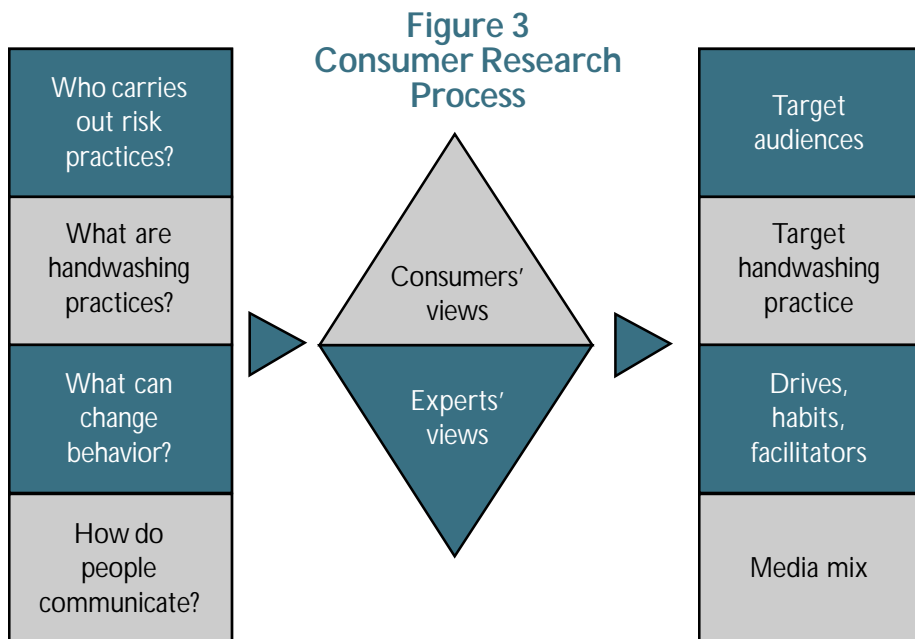 Figure 3
Consumer Research
Process
Who carries
out risk
practices?
What are
handwashing
practices?
What can
change
behavior?
How do
people
communicate?
Consumers'
views
Experts'
views
Target
audiences
Target
handwashing
practice
Drives,
habits,
facilitators
Media mix